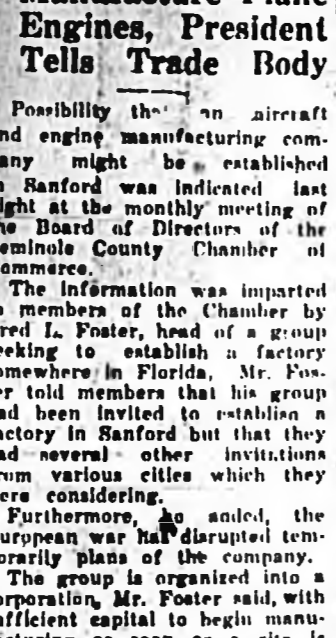 Manufacture Plane
Engines, President
Tells Trade Body
Possibility that an aircraft
nd engine manufacturing com-
any might be established
n Sanford was indicated last
ight at the monthly meeting of
he Board of Directors of the
eminole County Chamber of
ommerce.
The information was imparted
o members of the Chamber by
red L. Foster, head of a group
eeking to establish a factory
omewhere in Florida, Mr. Fos-
er told members that his group
ad been invited to establish a
actory in Sanford but that they
ad several other invitations
rom various cities which they
ere considering.
Furthermore, he added, the
uropean war has disrupted tem-
orarily plans of the company.
The group is organized into a
orporation, Mr. Foster said, with
ufficient capital to begin manu-